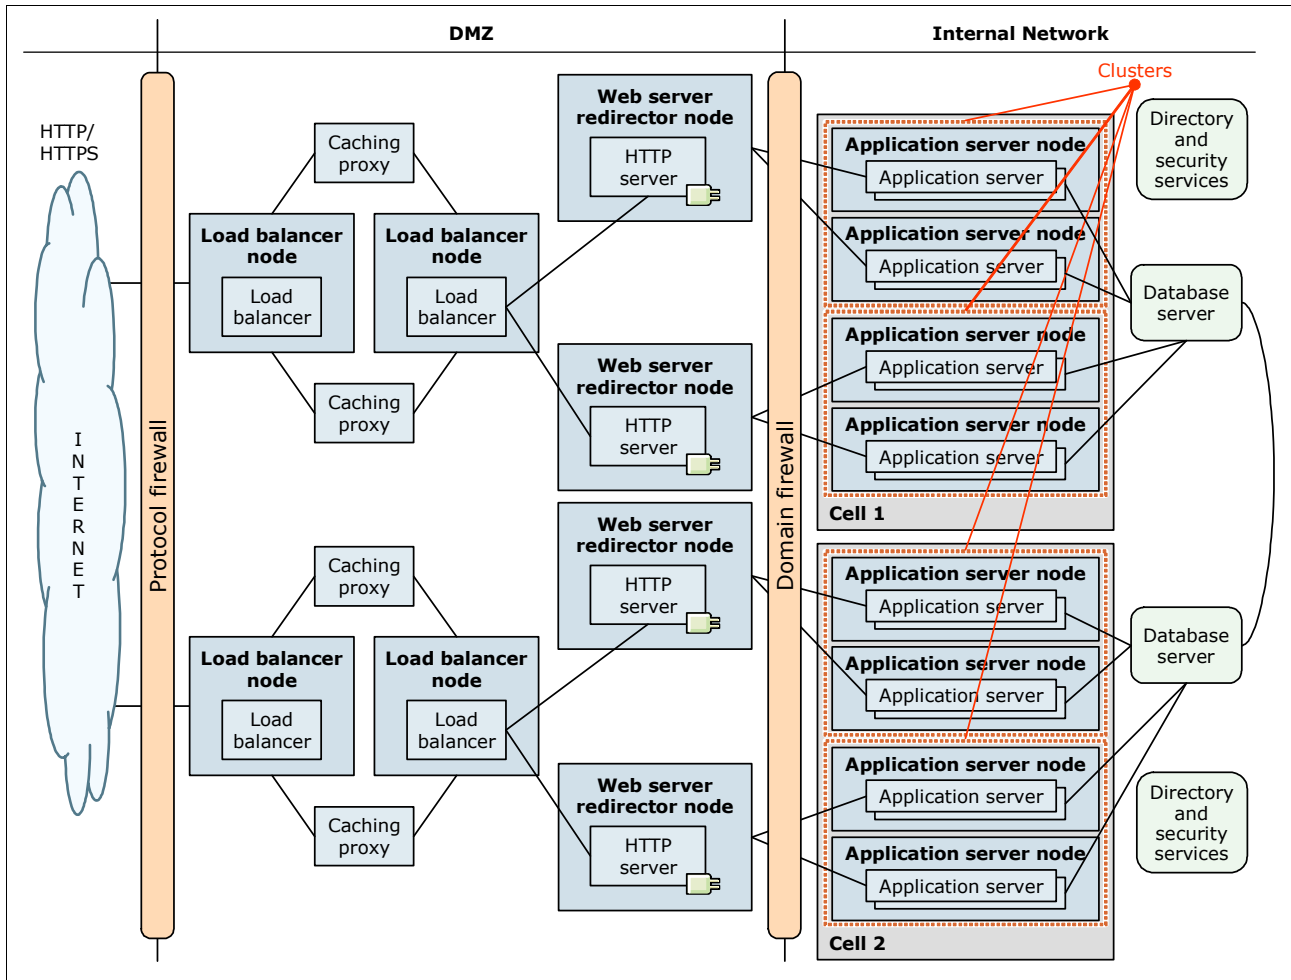 DMZ
Internal Network
Clusters
HTTP/
HTTPS
I
N
T
E
R
N
E
T
Protocol firewall
Caching
proxy
Load balancer
node
Load
balancer
Load balancer
node
Load
balancer
Caching
proxy
Web server
redirector node
HTTP
server
Web server
redirector node
HTTP
server
Caching
proxy
Load balancer
node
Load
balancer
Load balancer
node
Load
balancer
Caching
proxy
Web server
redirector node
HTTP
server
Web server
redirector node
HTTP
server
Domain firewall
Application server node
Application server
Application server node
Application server
Application server node
Application server
Application server node
Application server
Cell 1
Application server node
Application server
Application server node
Application server
Application server node
Application server
Application server node
Application server
Cell 2
Directory
and
security
services
Database
server
Database
server
Directory
and
security
services